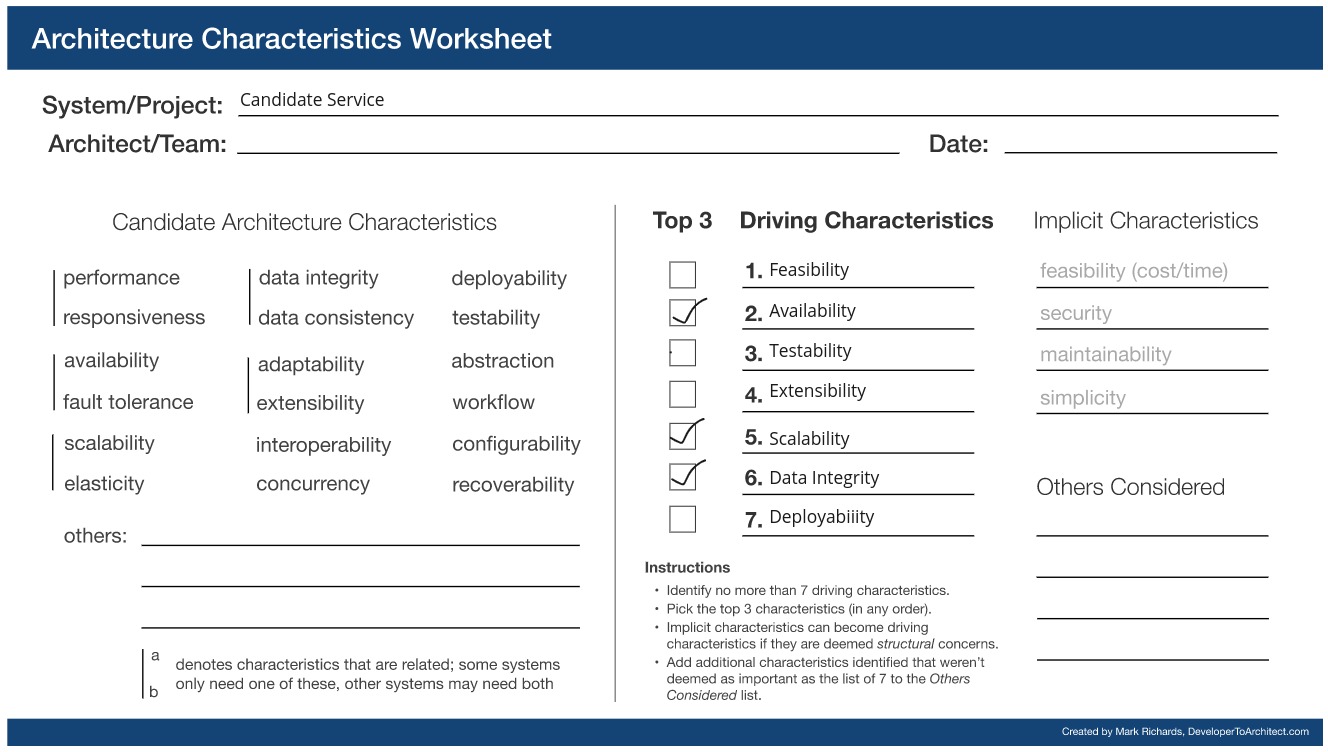 Architecture Characteristics Worksheet
System/Project: Candidate Service
Architect/Team:
Date:
Candidate Architecture Characteristics
performance
responsiveness
availability
fault tolerance
scalability
elasticity
data integrity
data consistency
adaptability
extensibility
interoperability
concurrency
deployability
testability
abstraction
workflow
configurability
recoverability
others:
a
b
denotes characteristics that are related; some systems
only need one of these, other systems may need both
Top 3 Driving Characteristics
1. Feasibility
2. Availability
3. Testability
4. Extensibility
5. Scalability
6. Data Integrity
7. Deployabiiity
Instructions
• Identify no more than 7 driving characteristics.
• Pick the top 3 characteristics (in any order).
• Implicit characteristics can become driving
characteristics if they are deemed structural concerns.
• Add additional characteristics identified that weren't
deemed as important as the list of 7 to the Others
Considered list.
Implicit Characteristics
feasibility (cost/time)
security
maintainability
simplicity
Others Considered
Created by Mark Richards, DeveloperToArchitect.com